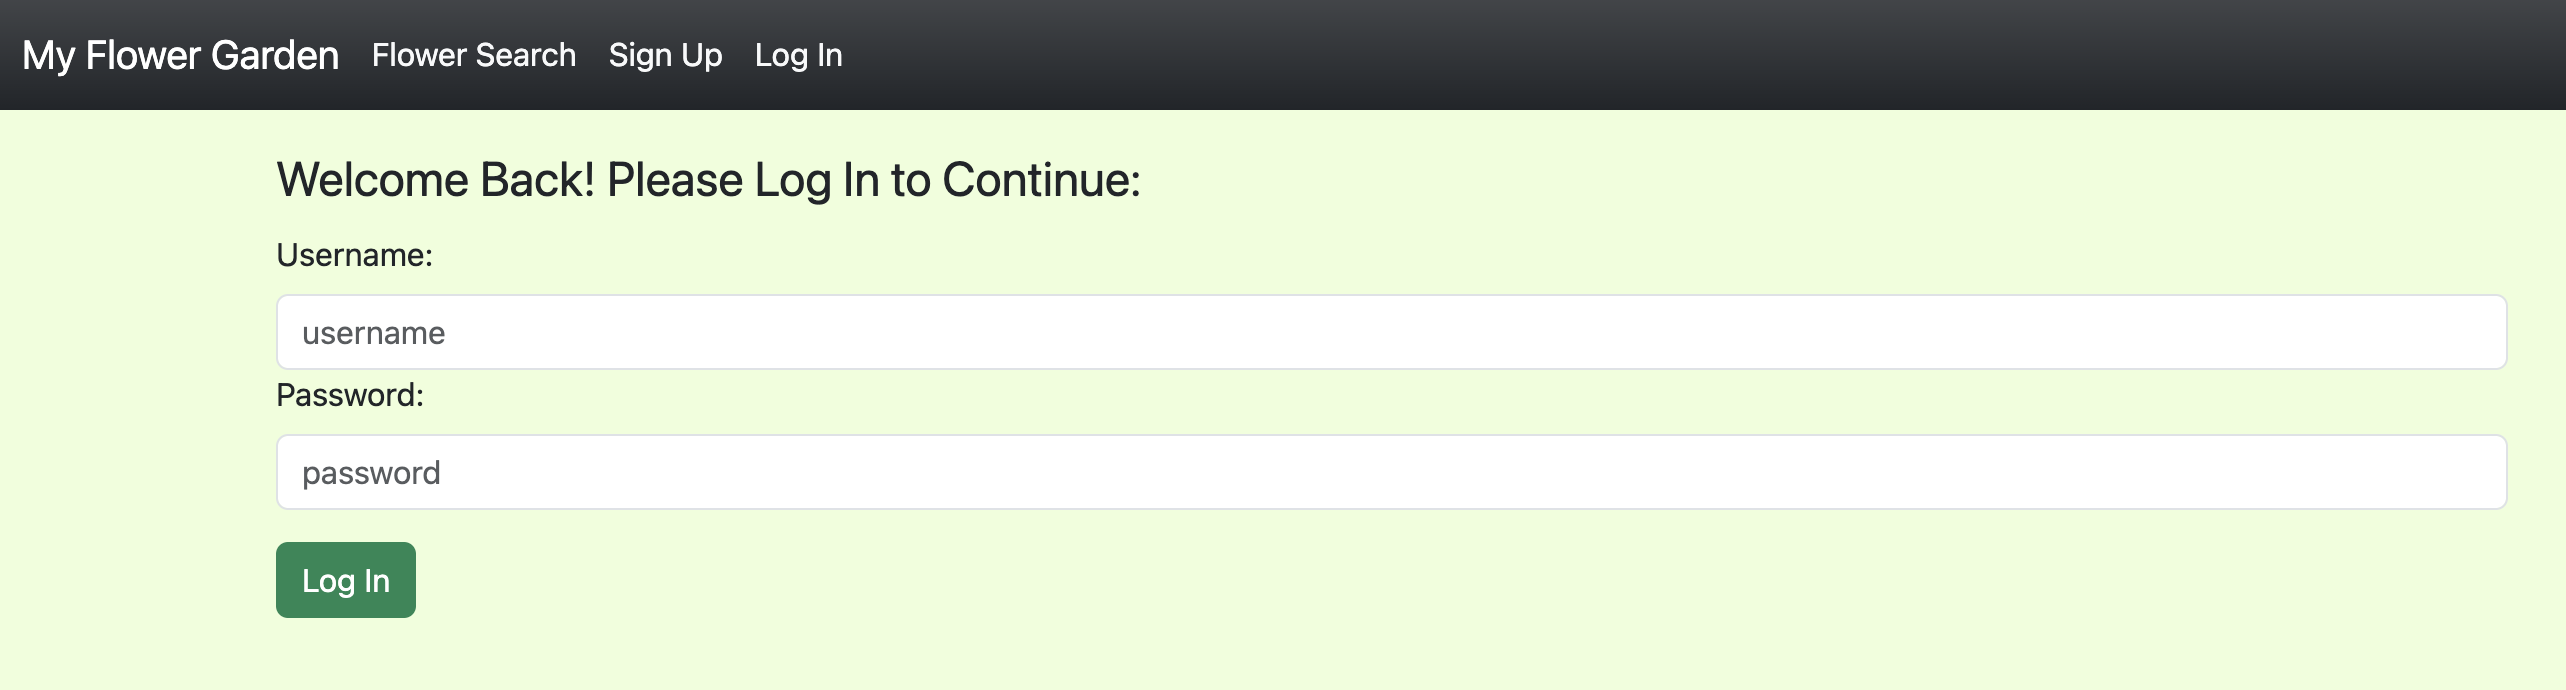 My Flower Garden Flower Search Sign Up Log In
Welcome Back! Please Log In to Continue:
Username:
username
Password:
password
Log In